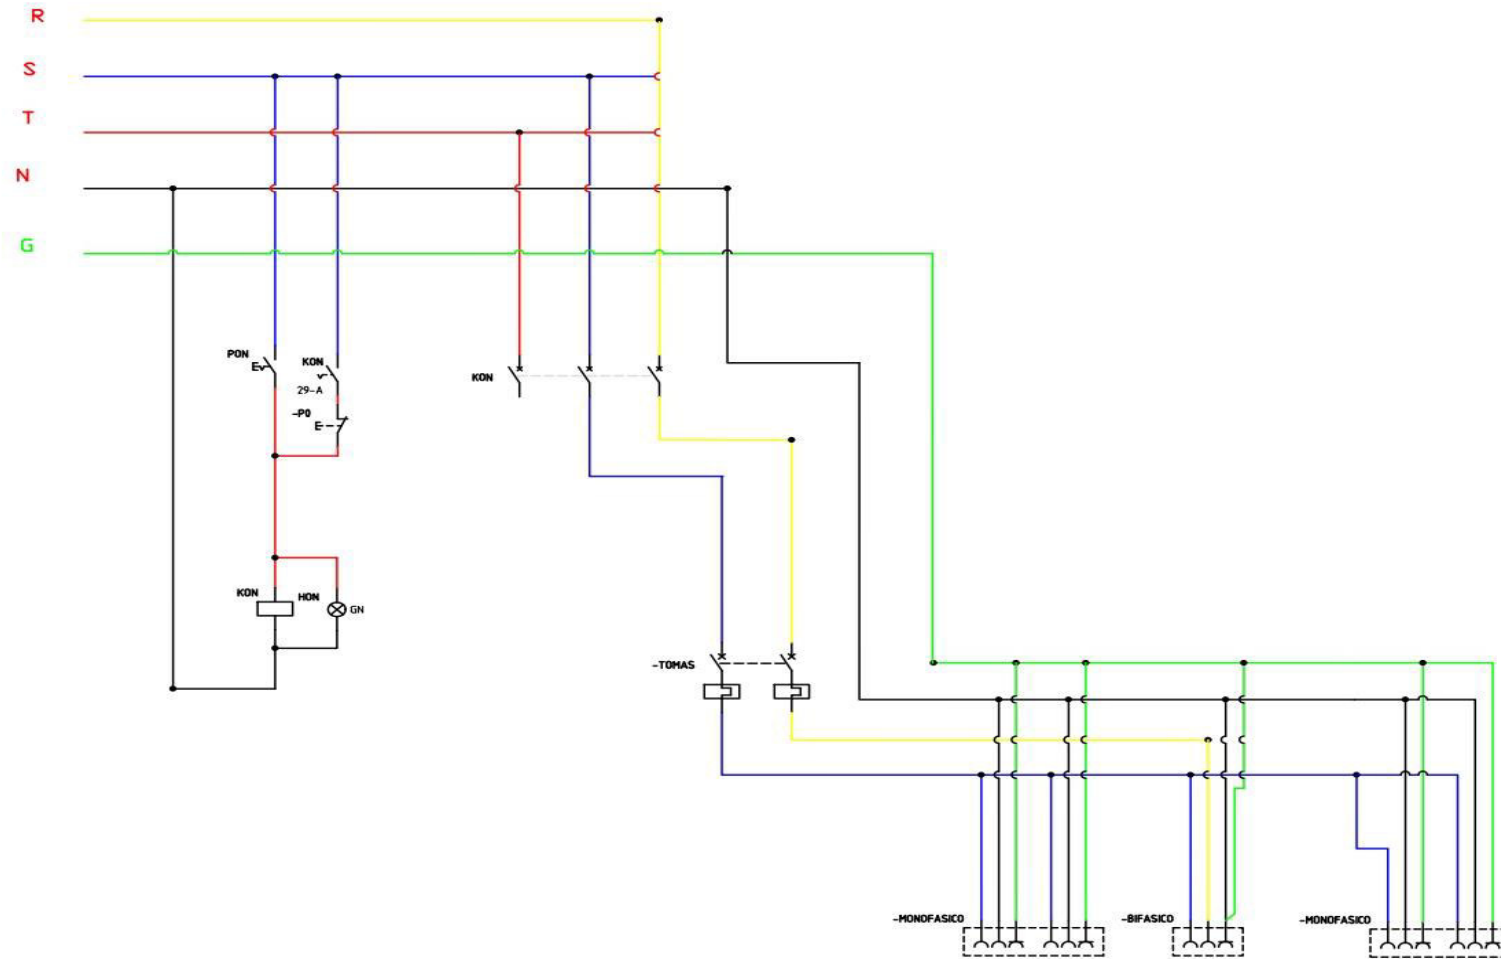 R
S
T
N
G
PON
E
KON
29-A
-P0
E
KON
KON
HON
GN
-TOMAS
-MONOFASICO
-BIFASICO
-MONOFASICO